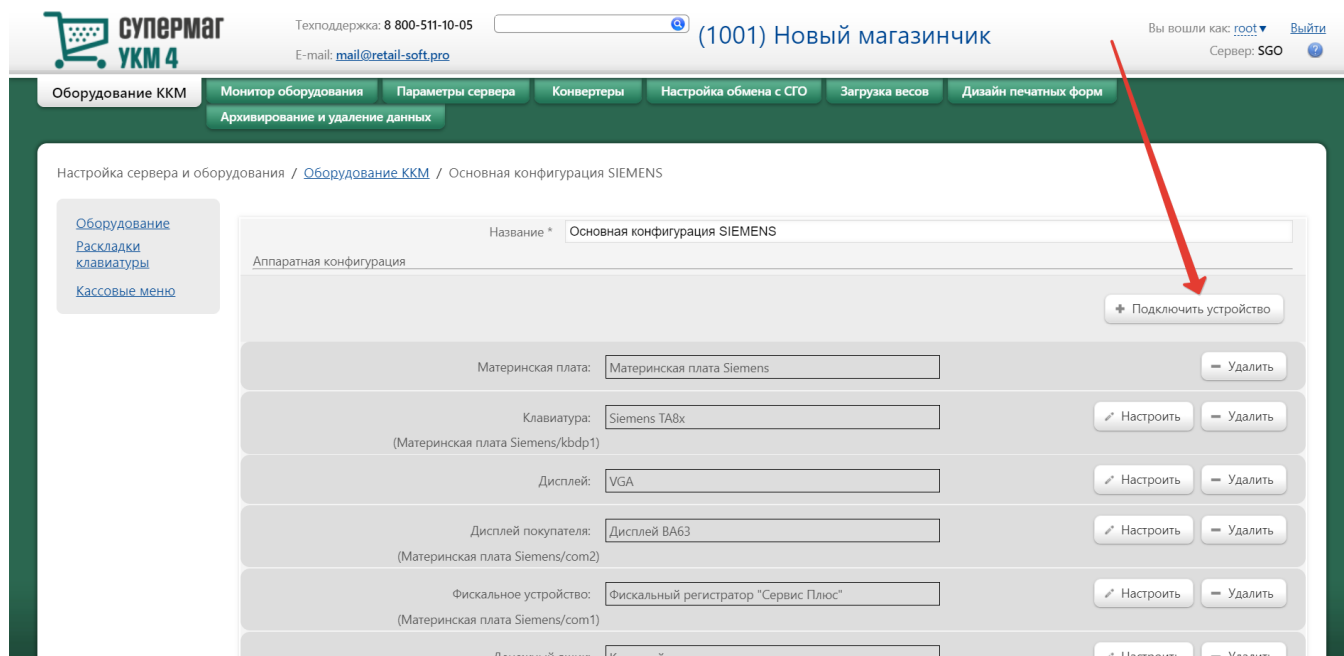 СУПЕРМАГ
УКМ 4
Техподдержка: 8 800-511-10-05
E-mail: mail@retail-soft.pro
(1001) Новый магазинчик
Вы вошли как: root▼ Выйти
Сервер: SGO ?
Оборудование ККМ Монитор оборудования Параметры сервера Конвертеры Настройка обмена с СГО Загрузка весов Дизайн печатных форм
Архивирование и удаление данных
Настройка сервера и оборудования / Оборудование ККМ / Основная конфигурация SIEMENS
Оборудование
Раскладки
клавиатуры
Кассовые меню
Название * Основная конфигурация SIEMENS
Аппаратная конфигурация
+ Подключить устройство
Материнская плата: Материнская плата Siemens − Удалить
Клавиатура: Siemens TA8x Настроить − Удалить
(Материнская плата Siemens/kbdp1)
Дисплей: VGA Настроить − Удалить
Дисплей покупателя: Дисплей BA63 Настроить − Удалить
(Материнская плата Siemens/com2)
Фискальное устройство: Фискальный регистратор "Сервис Плюс" Настроить − Удалить
(Материнская плата Siemens/com1)